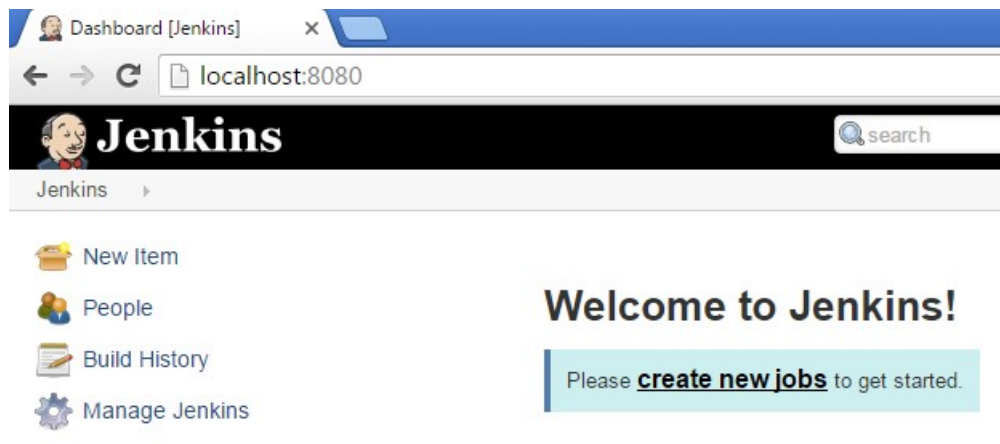 Dashboard [Jenkins]
localhost:8080
Jenkins
search
Jenkins
New Item
People
Build History
Manage Jenkins
Welcome to Jenkins!
Please create new jobs to get started.